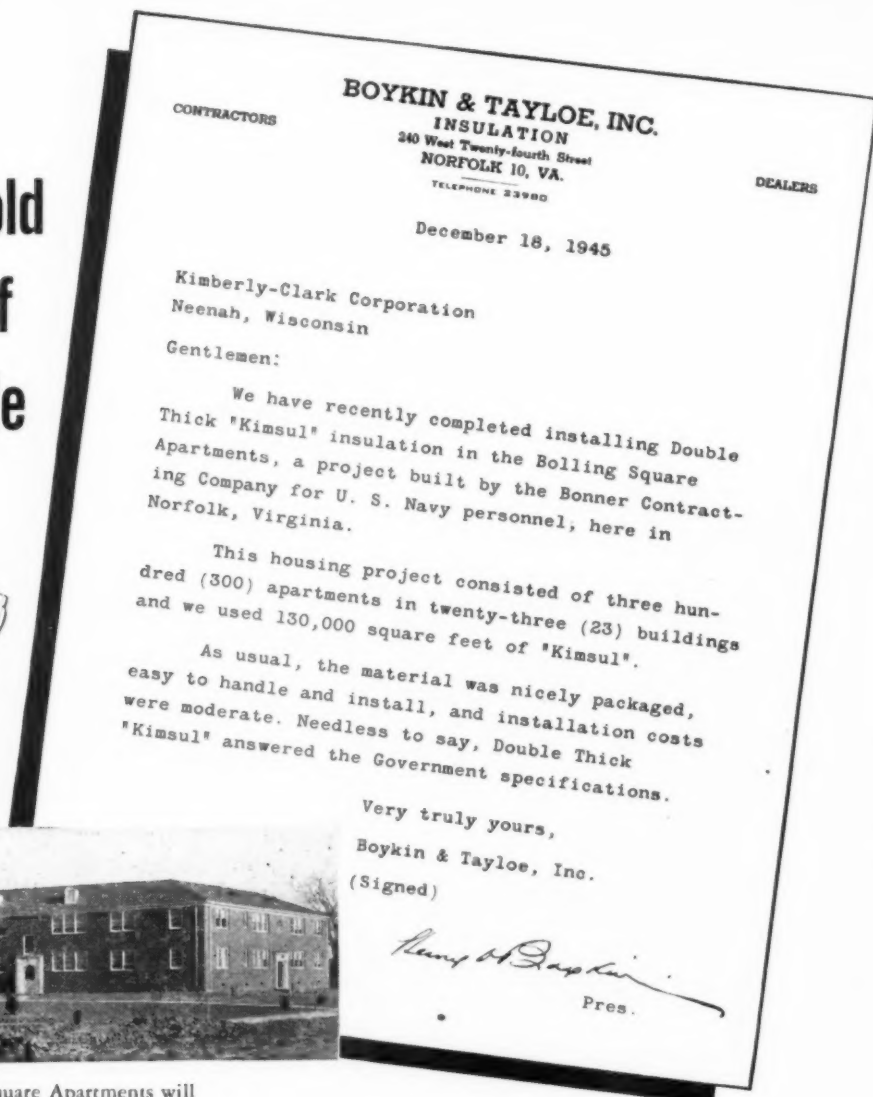 old
f
e
CONTRACTORS
BOYKIN & TAYLOE, INC.
INSULATION
240 West Twenty-fourth Street
NORFOLK 10, VA.
TELEPHONE 23980
DEALERS
December 18, 1945
Kimberly-Clark Corporation
Neenah, Wisconsin
Gentlemen:
We have recently completed installing Double
Thick "Kimsul" insulation in the Bolling Square
Apartments, a project built by the Bonner Contract-
ing Company for U. S. Navy personnel, here in
Norfolk, Virginia.
This housing project consisted of three hun-
dred (300) apartments in twenty-three (23) buildings
and we used 130,000 square feet of "Kimsul".
As usual, the material was nicely packaged,
easy to handle and install, and installation costs
were moderate. Needless to say, Double Thick
"Kimsul" answered the Government specifications.
Very truly yours,
Boykin & Tayloe, Inc.
(Signed)
Pres.
uare Apartments will